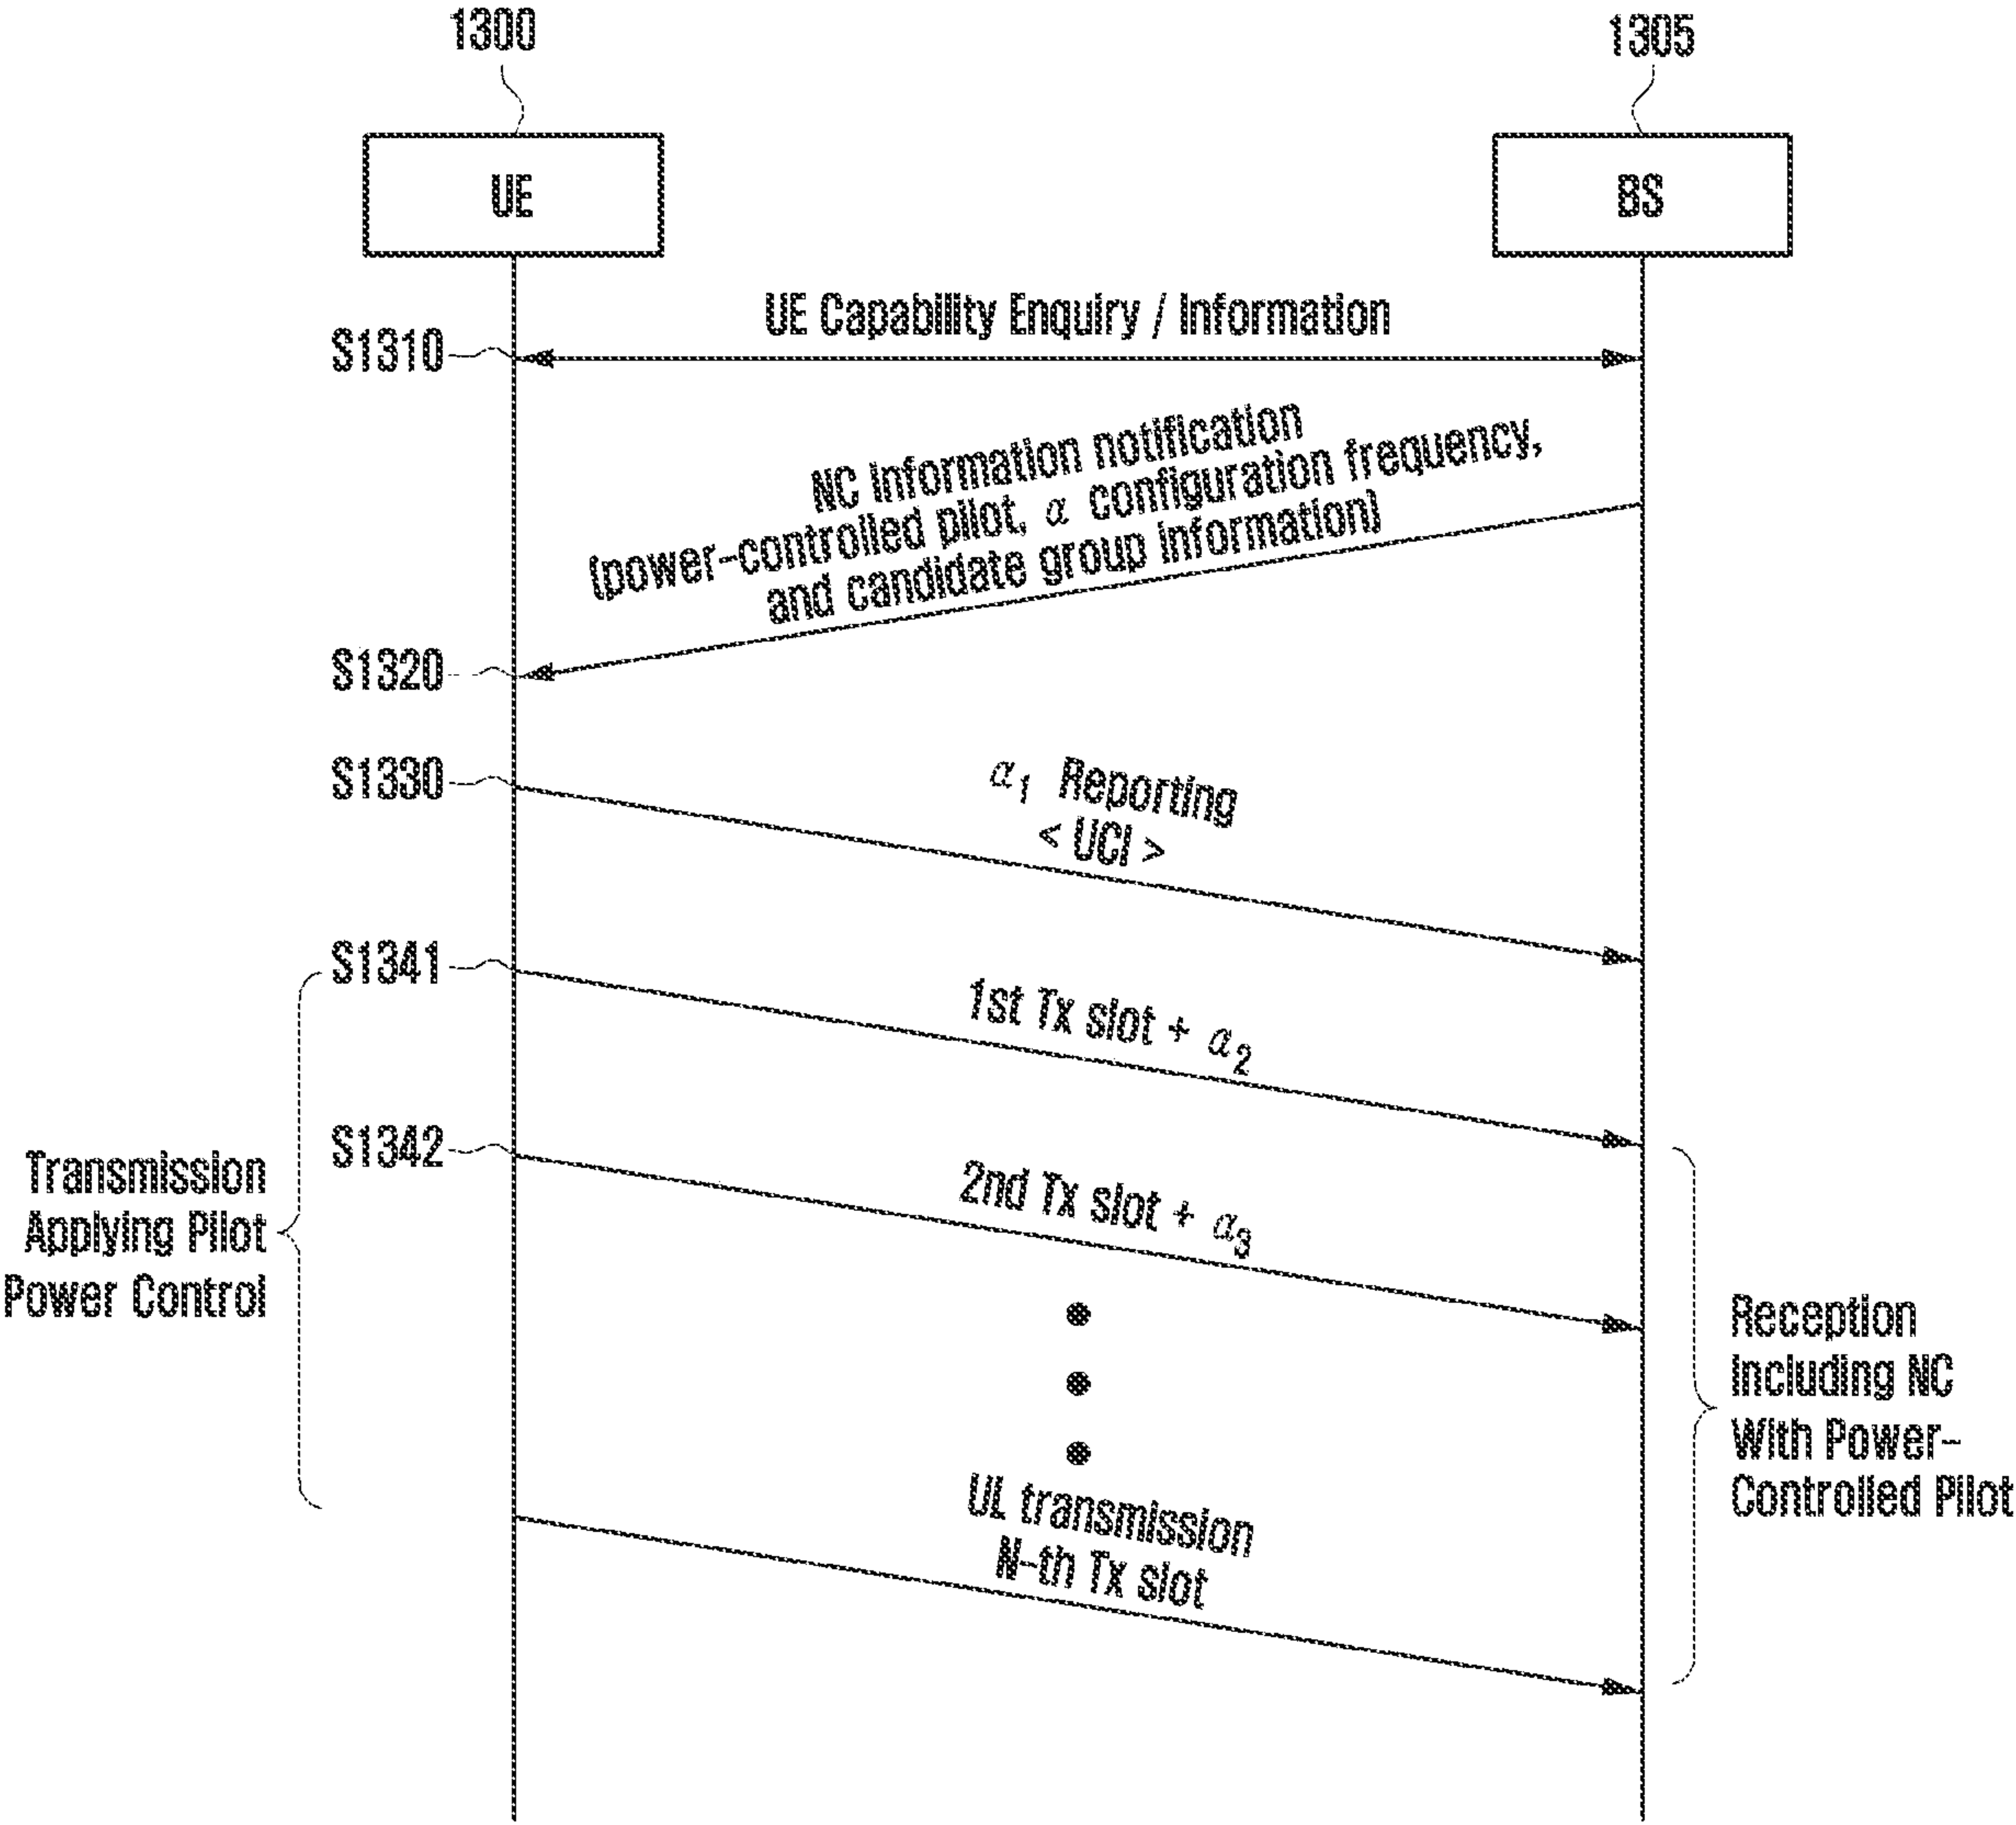 1300
1305
UE
BS
UE Capability Enquiry / Information
S1310
NC information notification
(power-controlled pilot, α configuration frequency,
and candidate group information)
S1320
S1330
α1 Reporting
< UCI >
S1341
1st Tx slot + α2
S1342
2nd Tx slot + α3
Transmission
Applying Pilot
Power Control
Reception
Including NC
With Power-
Controlled Pilot
UL transmission
N-th Tx slot